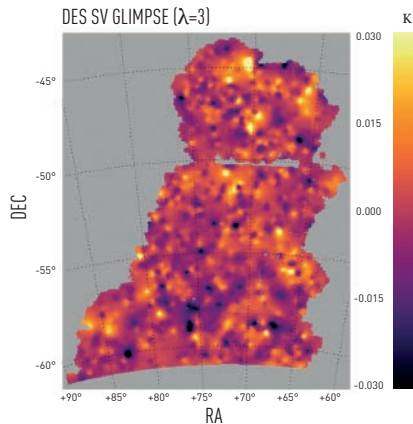 DES SV GLIMPSE (λ=3)
κ
0.030
0.015
0.000
-0.015
-0.030
-45°
-50°
-55°
-60°
DEC
+90° +85° +80° +75° +70° +65° +60°
RA